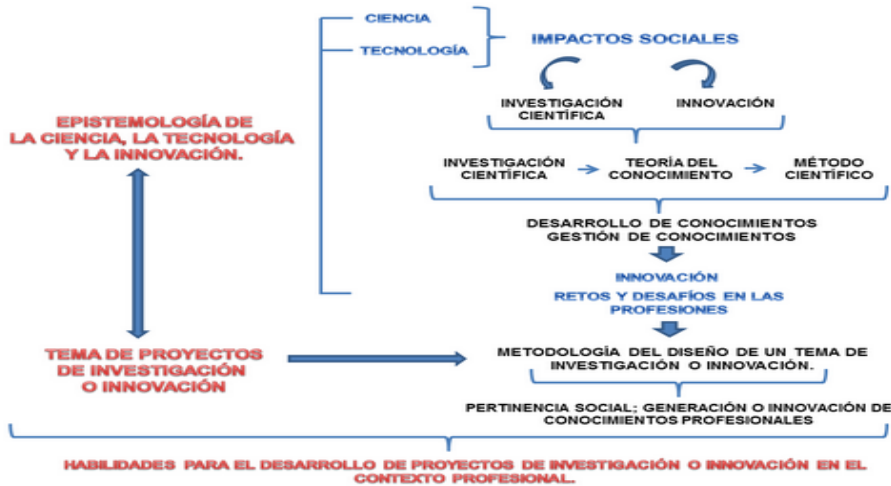 CIENCIA
TECNOLOGÍA
IMPACTOS SOCIALES
INVESTIGACIÓN
CIENTÍFICA
INNOVACIÓN
EPISTEMOLOGÍA DE
LA CIENCIA, LA TECNOLOGÍA
Y LA INNOVACIÓN.
INVESTIGACIÓN
CIENTÍFICA
TEORÍA DEL
CONOCIMIENTO
MÉTODO
CIENTÍFICO
DESARROLLO DE CONOCIMIENTOS
GESTIÓN DE CONOCIMIENTOS
INNOVACIÓN
RETOS Y DESAFÍOS EN LAS
PROFESIONES
TEMA DE PROYECTOS
DE INVESTIGACIÓN
O INNOVACIÓN
METODOLOGÍA DEL DISEÑO DE UN TEMA DE
INVESTIGACIÓN O INNOVACIÓN.
PERTINENCIA SOCIAL; GENERACIÓN O INNOVACIÓN DE
CONOCIMIENTOS PROFESIONALES
HABILIDADES PARA EL DESARROLLO DE PROYECTOS DE INVESTIGACIÓN O INNOVACIÓN EN EL
CONTEXTO PROFESIONAL.